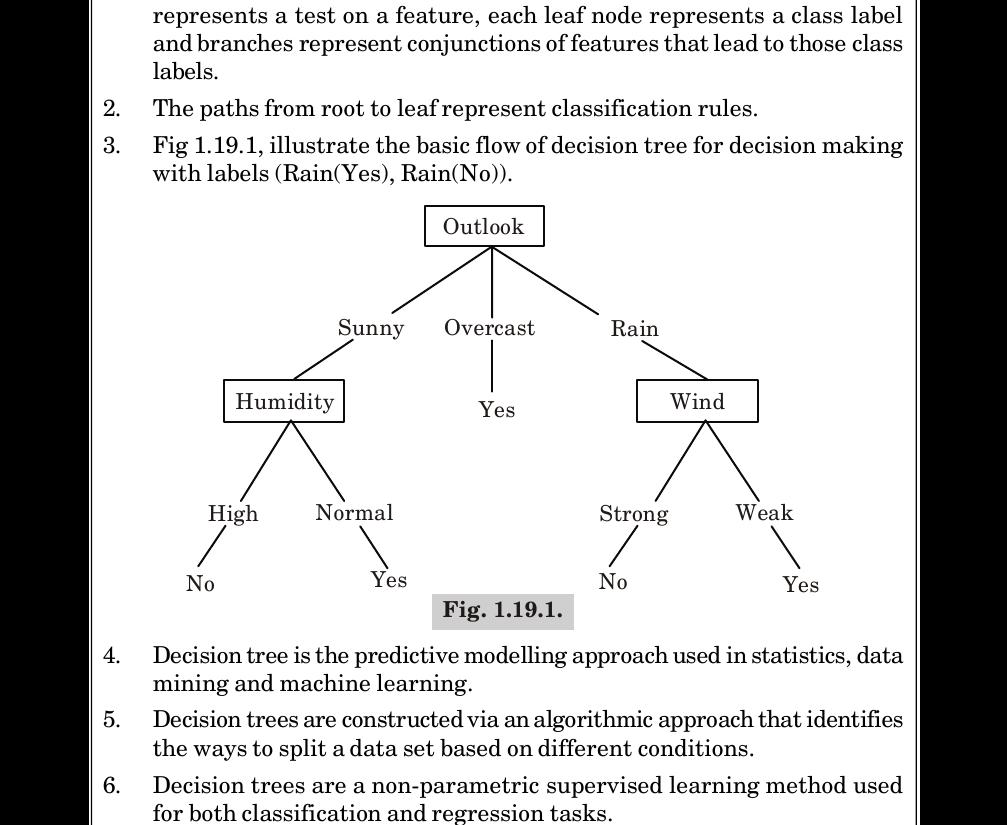 represents a test on a feature, each leaf node represents a class label
and branches represent conjunctions of features that lead to those class
labels.
2. The paths from root to leaf represent classification rules.
3. Fig 1.19.1, illustrate the basic flow of decision tree for decision making
with labels (Rain(Yes), Rain(No)).
Outlook
Sunny Overcast Rain
Humidity Yes Wind
High Normal Strong Weak
No Yes No Yes
Fig. 1.19.1.
4. Decision tree is the predictive modelling approach used in statistics, data
mining and machine learning.
5. Decision trees are constructed via an algorithmic approach that identifies
the ways to split a data set based on different conditions.
6. Decision trees are a non-parametric supervised learning method used
for both classification and regression tasks.